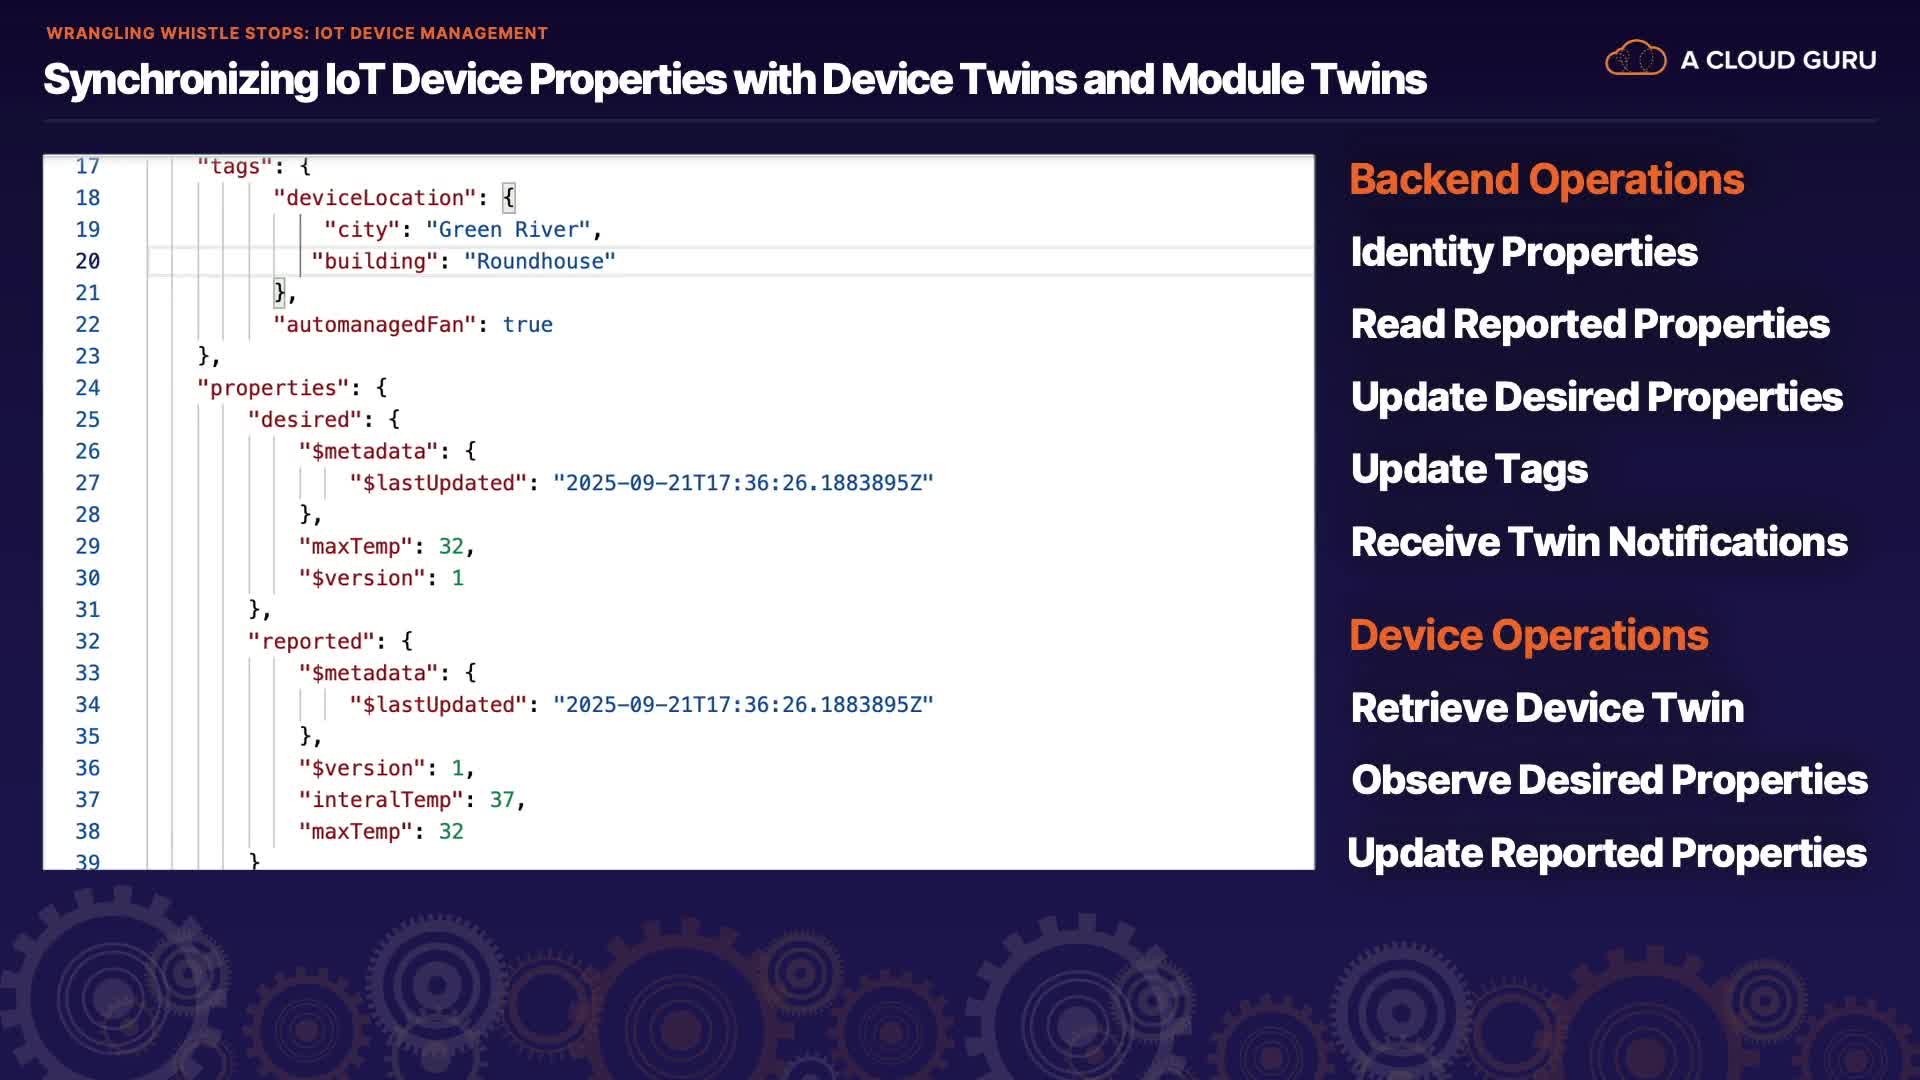 WRANGLING WHISTLE STOPS: IOT DEVICE MANAGEMENT
Synchronizing IoT Device Properties with Device Twins and Module Twins
A CLOUD GURU
17 "tags": {
18 "deviceLocation": {
19 "city": "Green River",
20 "building": "Roundhouse"
21 },
22 "automanagedFan": true
23 },
24 "properties": {
25 "desired": {
26 "$metadata": {
27 "$lastUpdated": "2025-09-21T17:36:26.1883895Z"
28 },
29 "maxTemp": 32,
30 "$version": 1
31 },
32 "reported": {
33 "$metadata": {
34 "$lastUpdated": "2025-09-21T17:36:26.1883895Z"
35 },
36 "$version": 1,
37 "interalTemp": 37,
38 "maxTemp": 32
39 }
Backend Operations
Identity Properties
Read Reported Properties
Update Desired Properties
Update Tags
Receive Twin Notifications
Device Operations
Retrieve Device Twin
Observe Desired Properties
Update Reported Properties